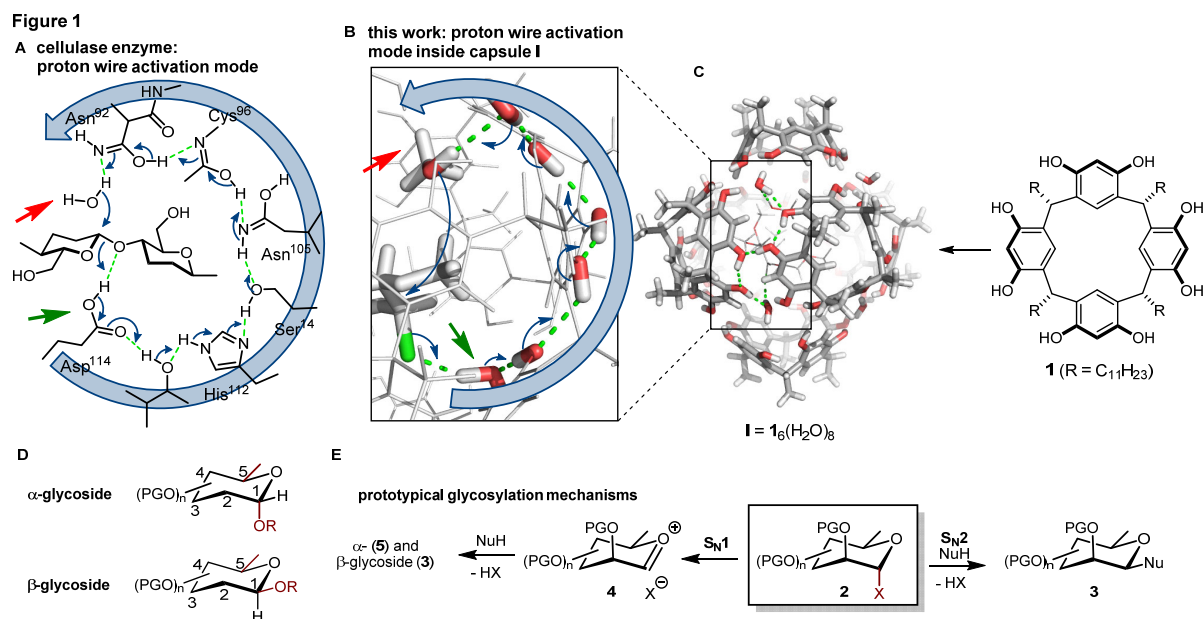 Figure 1
A cellulase enzyme:
proton wire activation mode
Asn92
HN
O
Cys96
N
HN
O
H
O
H
O
H
H
H
O
N
H
OH
O
O
O
HO
Asn105
H
O
O
H
O
Ser14
Asp114
H
H
N
N
O
His112
B this work: proton wire activation
mode inside capsule I
C
I = 16(H2O)8
OH
HO
OH
HO
R
R
OH
HO
OH
HO
R
R
HO
OH
1 (R = C11H23)
D
α-glycoside
(PGO)n
4
5
O
1
H
2
3
OR
β-glycoside
(PGO)n
4
5
O
1
OR
2
3
H
E
prototypical glycosylation mechanisms
α- (5) and
β-glycoside (3)
NuH
- HX
PGO
(PGO)n
O
⊕
X⊖
4
SN1
PGO
(PGO)n
O
X
2
SN2
NuH
- HX
PGO
(PGO)n
O
Nu
3